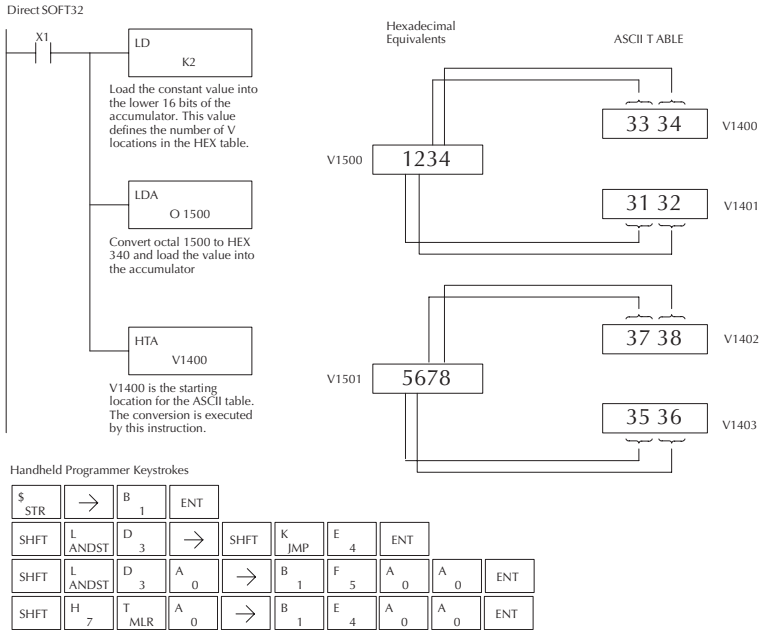 Direct SOFT32
X1
LD
K2
Load the constant value into
the lower 16 bits of the
accumulator. This value
defines the number of V
locations in the HEX table.
LDA
O 1500
Convert octal 1500 to HEX
340 and load the value into
the accumulator
HTA
V1400
V1400 is the starting
location for the ASCII table.
The conversion is executed
by this instruction.
Hexadecimal
Equivalents
ASCII T ABLE
33 34
V1400
V1500
1234
31 32
V1401
37 38
V1402
V1501
5678
35 36
V1403
Handheld Programmer Keystrokes
$ STR → B 1 ENT
SHFT L ANDST D 3 → SHFT K JMP E 4 ENT
SHFT L ANDST D 3 A 0 → B 1 F 5 A 0 A 0 ENT
SHFT H 7 T MLR A 0 → B 1 E 4 A 0 A 0 ENT